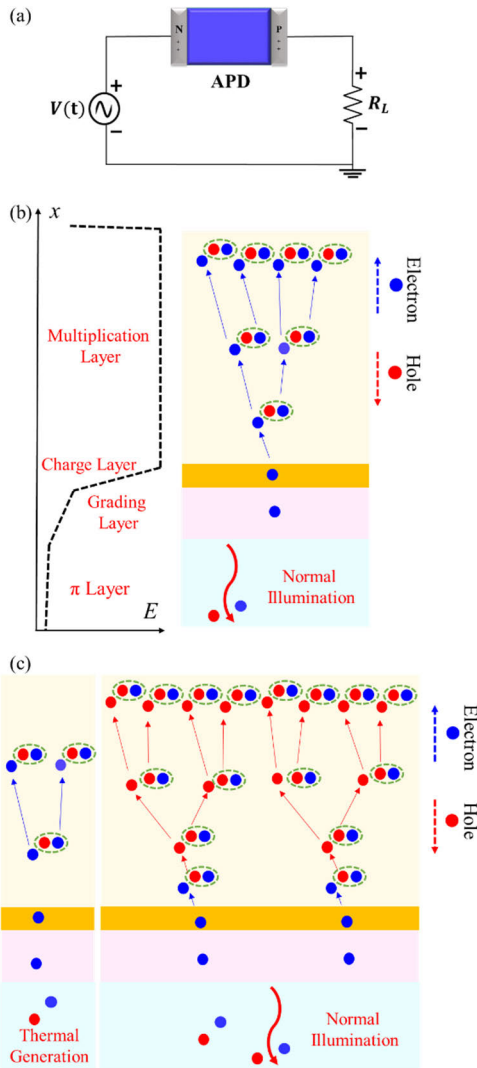 (a)
N
P
APD
+
V(t)
−
+
R_L
−
(b)
x
Multiplication
Layer
Charge Layer
Grading
Layer
π Layer
E
Normal
Illumination
Electron
Hole
(c)
Electron
Hole
Thermal
Generation
Normal
Illumination